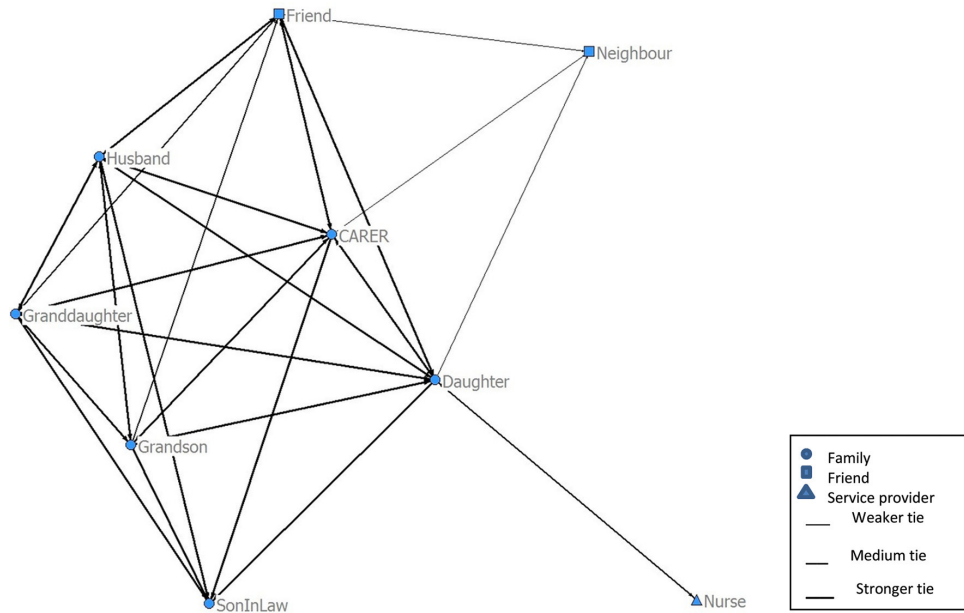 Friend
Neighbour
Husband
CARER
Granddaughter
Daughter
Grandson
SonInLaw
Nurse
Family
Friend
Service provider
Weaker tie
Medium tie
Stronger tie